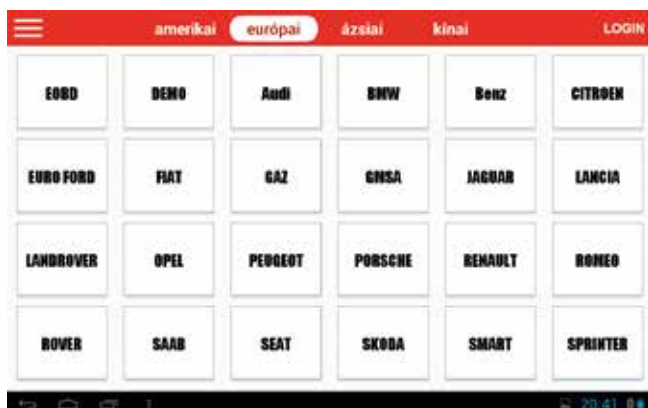 amerikai európai ázsiai kínai LOGIN
EOBD DEMO Audi BMW Benz CITROEN
EURO FORD FIAT GAZ GMSA JAGUAR LANCIA
LANDROVER OPEL PEUGEOT PORSCHE RENAULT ROMEO
ROVER SAAB SEAT SKODA SMART SPRINTER
20:41